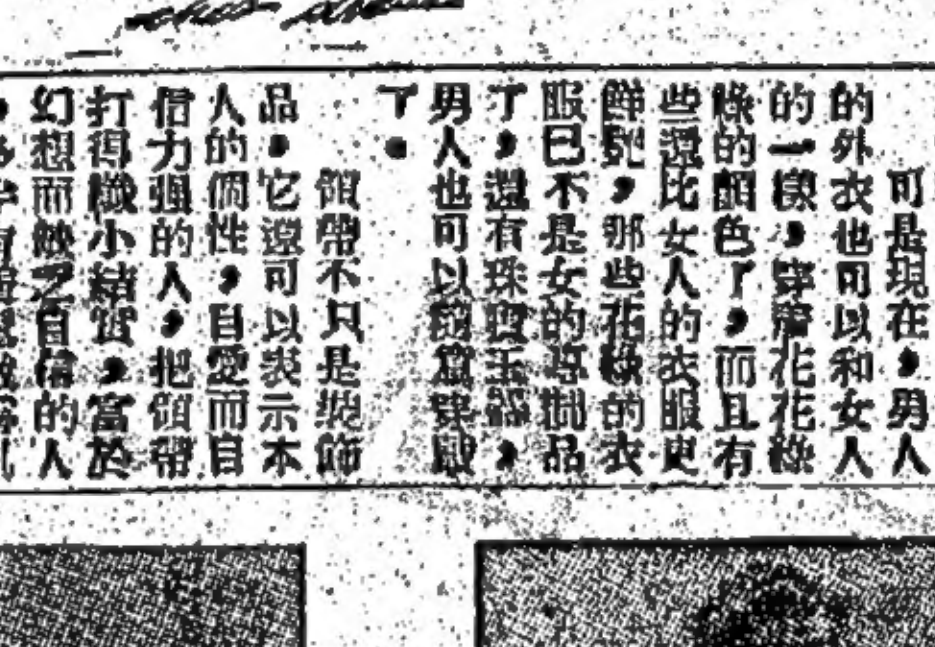 可是現在，男人
的外衣也可以和女人
的一樣，穿着花花綠
綠的顏色了，而且有
些還比女人的衣服更
鮮艷，那些花綠的衣
服已不是女的專制品
了，還有珠寶玉器，
男人也可以穿戴
了。
領帶不只是裝飾
品，它還可以表示本
人的個性，自愛而自
信力强的人，把領帶
打得纖小精實，富於
幻想而缺乏自信的人